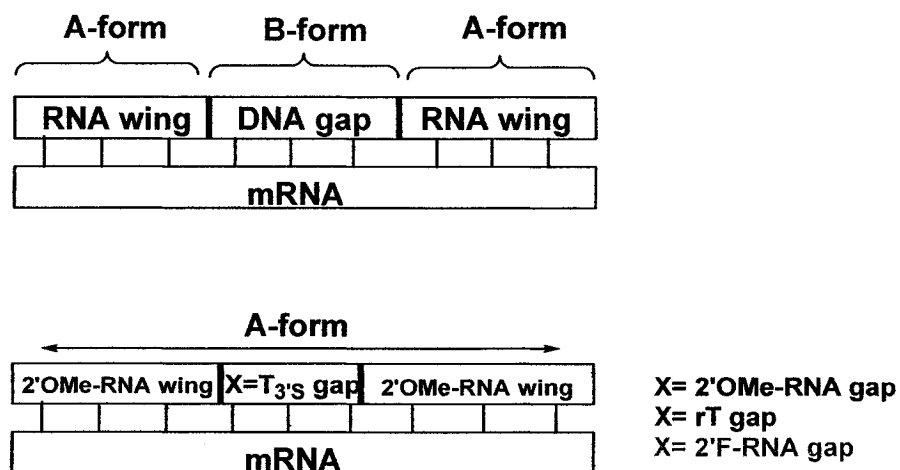 A-form B-form A-form
RNA wing DNA gap RNA wing
mRNA
A-form
2'OMe-RNA wing X=T3'S gap 2'OMe-RNA wing
mRNA
X= 2'OMe-RNA gap
X= rT gap
X= 2'F-RNA gap